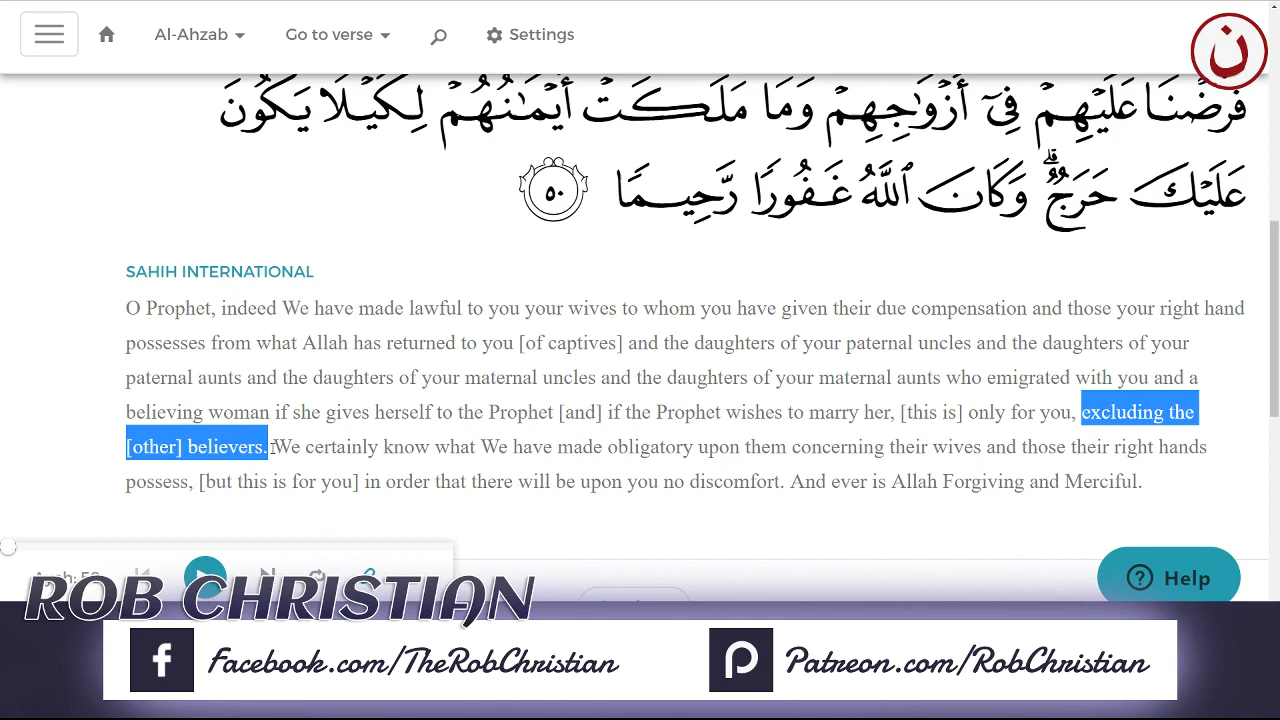 Al-Ahzab Go to verse Settings
ن
فَرَضْنَا عَلَيْهِمْ فِىٓ أَزْوَٰجِهِمْ وَمَا مَلَكَتْ أَيْمَـٰنُهُمْ لِكَيْلَا يَكُونَ
عَلَيْكَ حَرَجٌ ۗ وَكَانَ ٱللَّهُ غَفُورًا رَّحِيمًا ٥٠
SAHIH INTERNATIONAL
O Prophet, indeed We have made lawful to you your wives to whom you have given their due compensation and those your right hand
possesses from what Allah has returned to you [of captives] and the daughters of your paternal uncles and the daughters of your
paternal aunts and the daughters of your maternal uncles and the daughters of your maternal aunts who emigrated with you and a
believing woman if she gives herself to the Prophet [and] if the Prophet wishes to marry her, [this is] only for you, excluding the
[other] believers. We certainly know what We have made obligatory upon them concerning their wives and those their right hands
possess, [but this is for you] in order that there will be upon you no discomfort. And ever is Allah Forgiving and Merciful.
Help
ROB CHRISTIAN
Facebook.com/TheRobChristian
Patreon.com/RobChristian